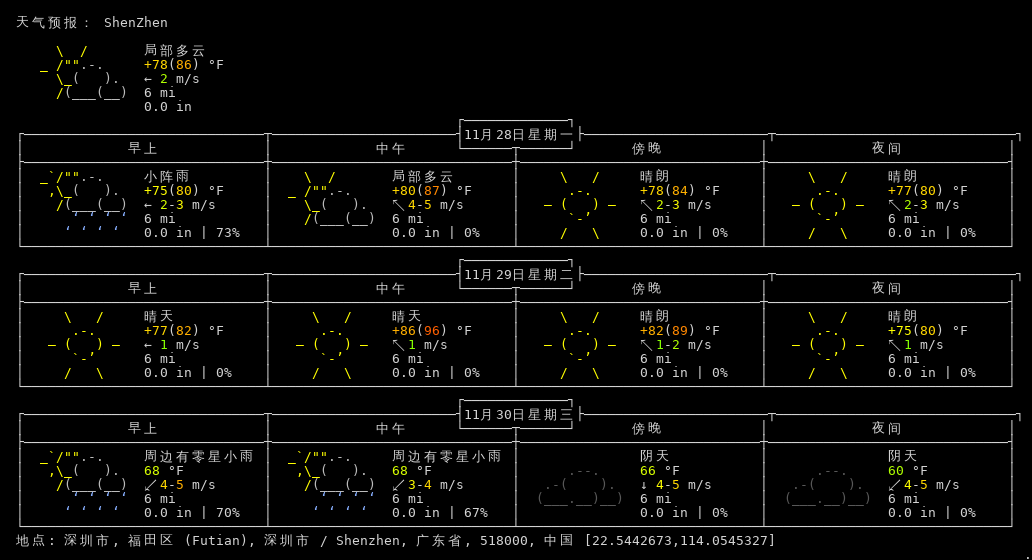 天气预报： ShenZhen
局部多云
+78(86) °F
← 2 m/s
6 mi
0.0 in
11月28日星期一
早上 中午 傍晚 夜间
小阵雨 局部多云 晴朗 晴朗
+75(80) °F +80(87) °F +78(84) °F +77(80) °F
← 2-3 m/s ↖ 4-5 m/s ↖ 2-3 m/s ↖ 2-3 m/s
6 mi 6 mi 6 mi 6 mi
0.0 in | 73% 0.0 in | 0% 0.0 in | 0% 0.0 in | 0%
11月29日星期二
早上 中午 傍晚 夜间
晴天 晴天 晴朗 晴朗
+77(82) °F +86(96) °F +82(89) °F +75(80) °F
← 1 m/s ↖ 1 m/s ↖ 1-2 m/s ↖ 1 m/s
6 mi 6 mi 6 mi 6 mi
0.0 in | 0% 0.0 in | 0% 0.0 in | 0% 0.0 in | 0%
11月30日星期三
早上 中午 傍晚 夜间
周边有零星小雨 周边有零星小雨 阴天 阴天
68 °F 68 °F 66 °F 60 °F
↙ 4-5 m/s ↙ 3-4 m/s ↓ 4-5 m/s ↙ 4-5 m/s
6 mi 6 mi 6 mi 6 mi
0.0 in | 70% 0.0 in | 67% 0.0 in | 0% 0.0 in | 0%
地点: 深圳市, 福田区 (Futian), 深圳市 / Shenzhen, 广东省, 518000, 中国 [22.5442673,114.0545327]